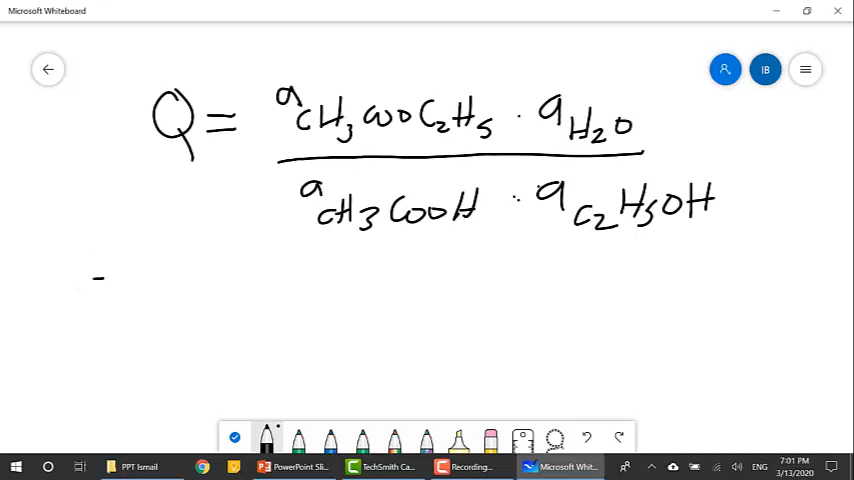 Microsoft Whiteboard
IB
Q = aCH3COOC2H5 · aH2O
aCH3COOH · aC2H5OH
-
PPT Ismail
PowerPoint Sli...
TechSmith Ca...
Recording...
Microsoft Whit...
ENG
7:01 PM
3/13/2020